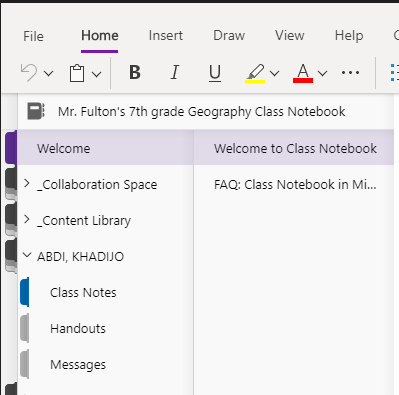 File Home Insert Draw View Help
B I U A ...
Mr. Fulton's 7th grade Geography Class Notebook
Welcome
Welcome to Class Notebook
_Collaboration Space
FAQ: Class Notebook in Mi...
_Content Library
ABDI, KHADIJO
Class Notes
Handouts
Messages